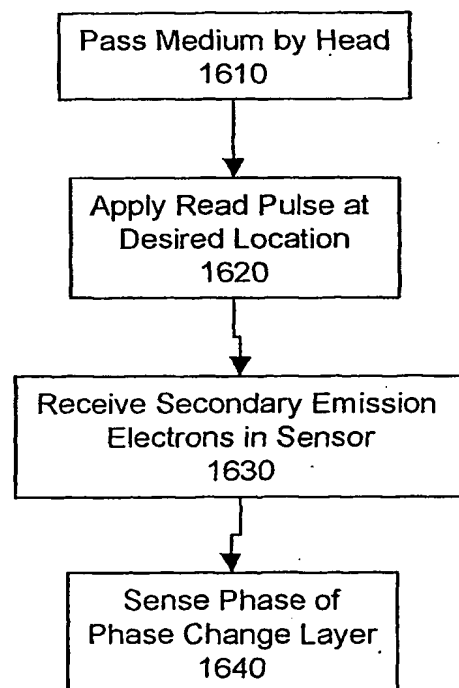 Pass Medium by Head
1610
Apply Read Pulse at
Desired Location
1620
Receive Secondary Emission
Electrons in Sensor
1630
Sense Phase of
Phase Change Layer
1640